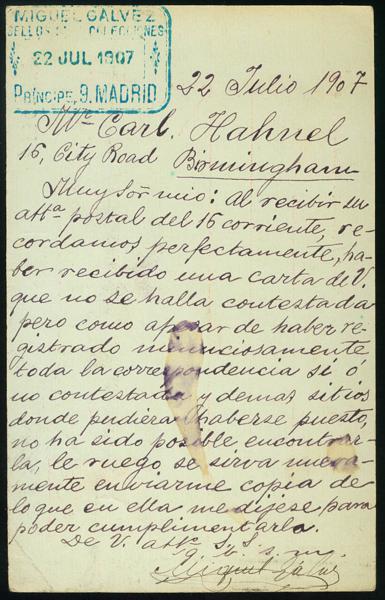 MIGUEL GALVEZ
SELLOS COLECCIONES
22 JUL 1907
PRÍNCIPE, 9. MADRID
22 Julio 1907
Mr. Carl. Hahnel
16, City Road Birmingham
Muy Sor. mio: Al recibir su
atta. postal del 16 corriente, re-
cordamos perfectamente, ha-
ber recibido una carta de V.
que no se halla contestada
pero como apesar de haber re-
gistrado minuciosamente
toda la correspondencia si ó
no contestada y demas sitios
donde pudiera haberse puesto,
no ha sido posible encontrar-
la, le ruego se sirva nueva-
mente enviarme copia de
lo que en ella me dijese para
poder cumplimentarla.
De V. atto. S. S.
q. b. s. m.
Miguel Galvez